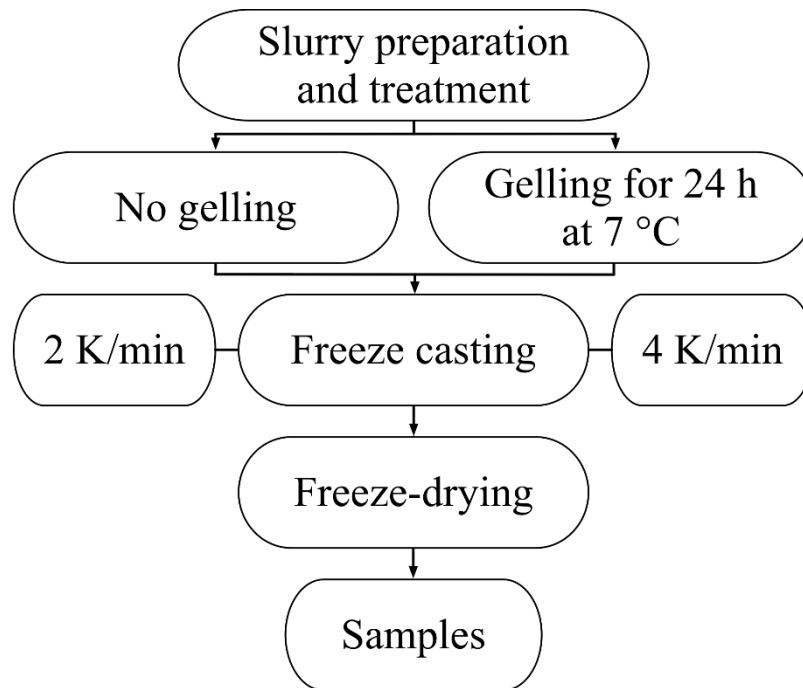 Slurry preparation
and treatment
No gelling
Gelling for 24 h
at 7 °C
2 K/min
Freeze casting
4 K/min
Freeze-drying
Samples